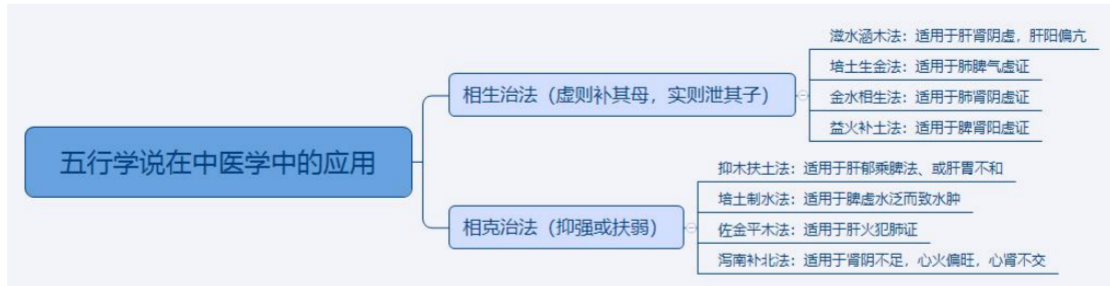 五行学说在中医学中的应用
相生治法（虚则补其母，实则泄其子）
滋水涵木法：适用于肝肾阴虚，肝阳偏亢
培土生金法：适用于肺脾气虚证
金水相生法：适用于肺肾阴虚证
益火补土法：适用于脾肾阳虚证
相克治法（抑强或扶弱）
抑木扶土法：适用于肝郁乘脾法、或肝胃不和
培土制水法：适用于脾虚水泛而致水肿
佐金平木法：适用于肝火犯肺证
泻南补北法：适用于肾阴不足，心火偏旺，心肾不交